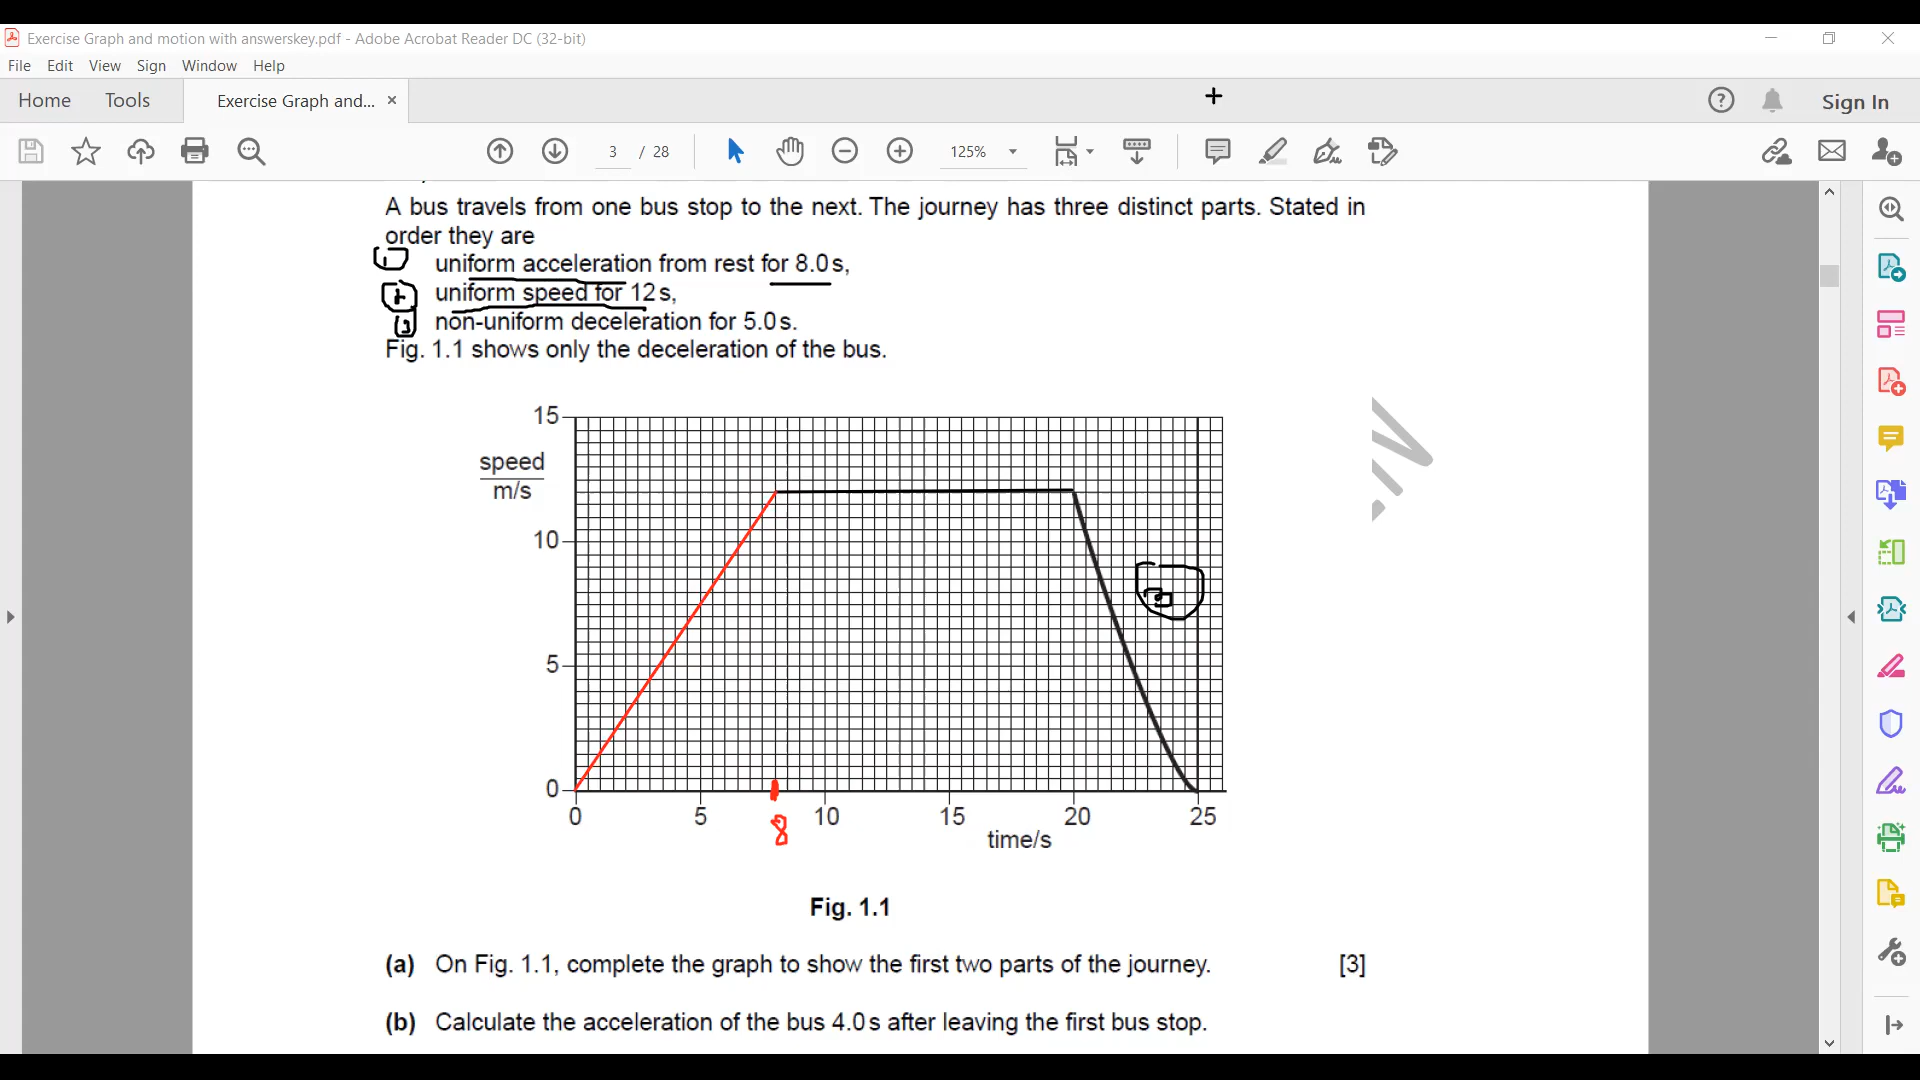 Exercise Graph and motion with answerskey.pdf - Adobe Acrobat Reader DC (32-bit)
File Edit View Sign Window Help
Home Tools Exercise Graph and... × Sign In
3 / 28 125%
A bus travels from one bus stop to the next. The journey has three distinct parts. Stated in
order they are
1 uniform acceleration from rest for 8.0 s,
uniform speed for 12 s,
3 non-uniform deceleration for 5.0 s.
Fig. 1.1 shows only the deceleration of the bus.
15
speed
m/s
10
5
0
0 5 8 10 15 20 25
time/s
Fig. 1.1
(a) On Fig. 1.1, complete the graph to show the first two parts of the journey. [3]
(b) Calculate the acceleration of the bus 4.0 s after leaving the first bus stop.